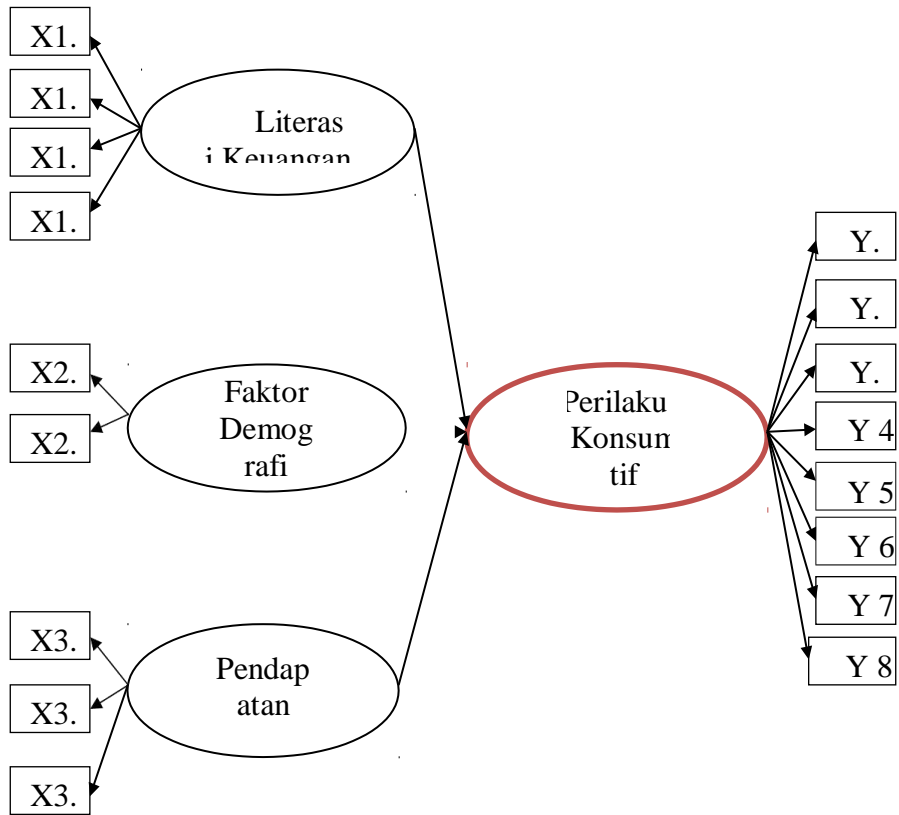 X1.
X1.
X1.
X1.
Literas
i Keuangan
X2.
X2.
Faktor
Demog
rafi
X3.
X3.
X3.
Pendap
atan
Perilaku
Konsum
tif
Y.
Y.
Y.
Y 4
Y 5
Y 6
Y 7
Y 8